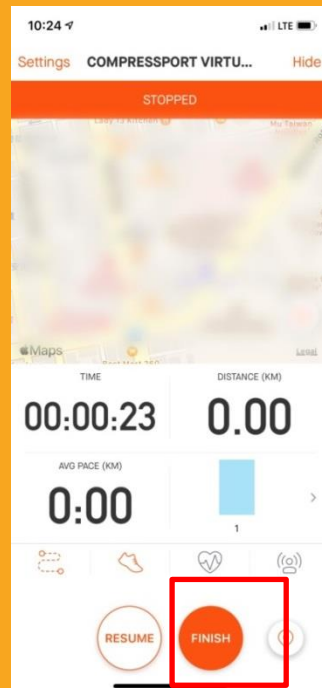 10:24
LTE
Settings COMPRESSPORT VIRTU... Hide
STOPPED
Maps
Legal
TIME
DISTANCE (KM)
00:00:23
0.00
AVG PACE (KM)
0:00
1
RESUME
FINISH